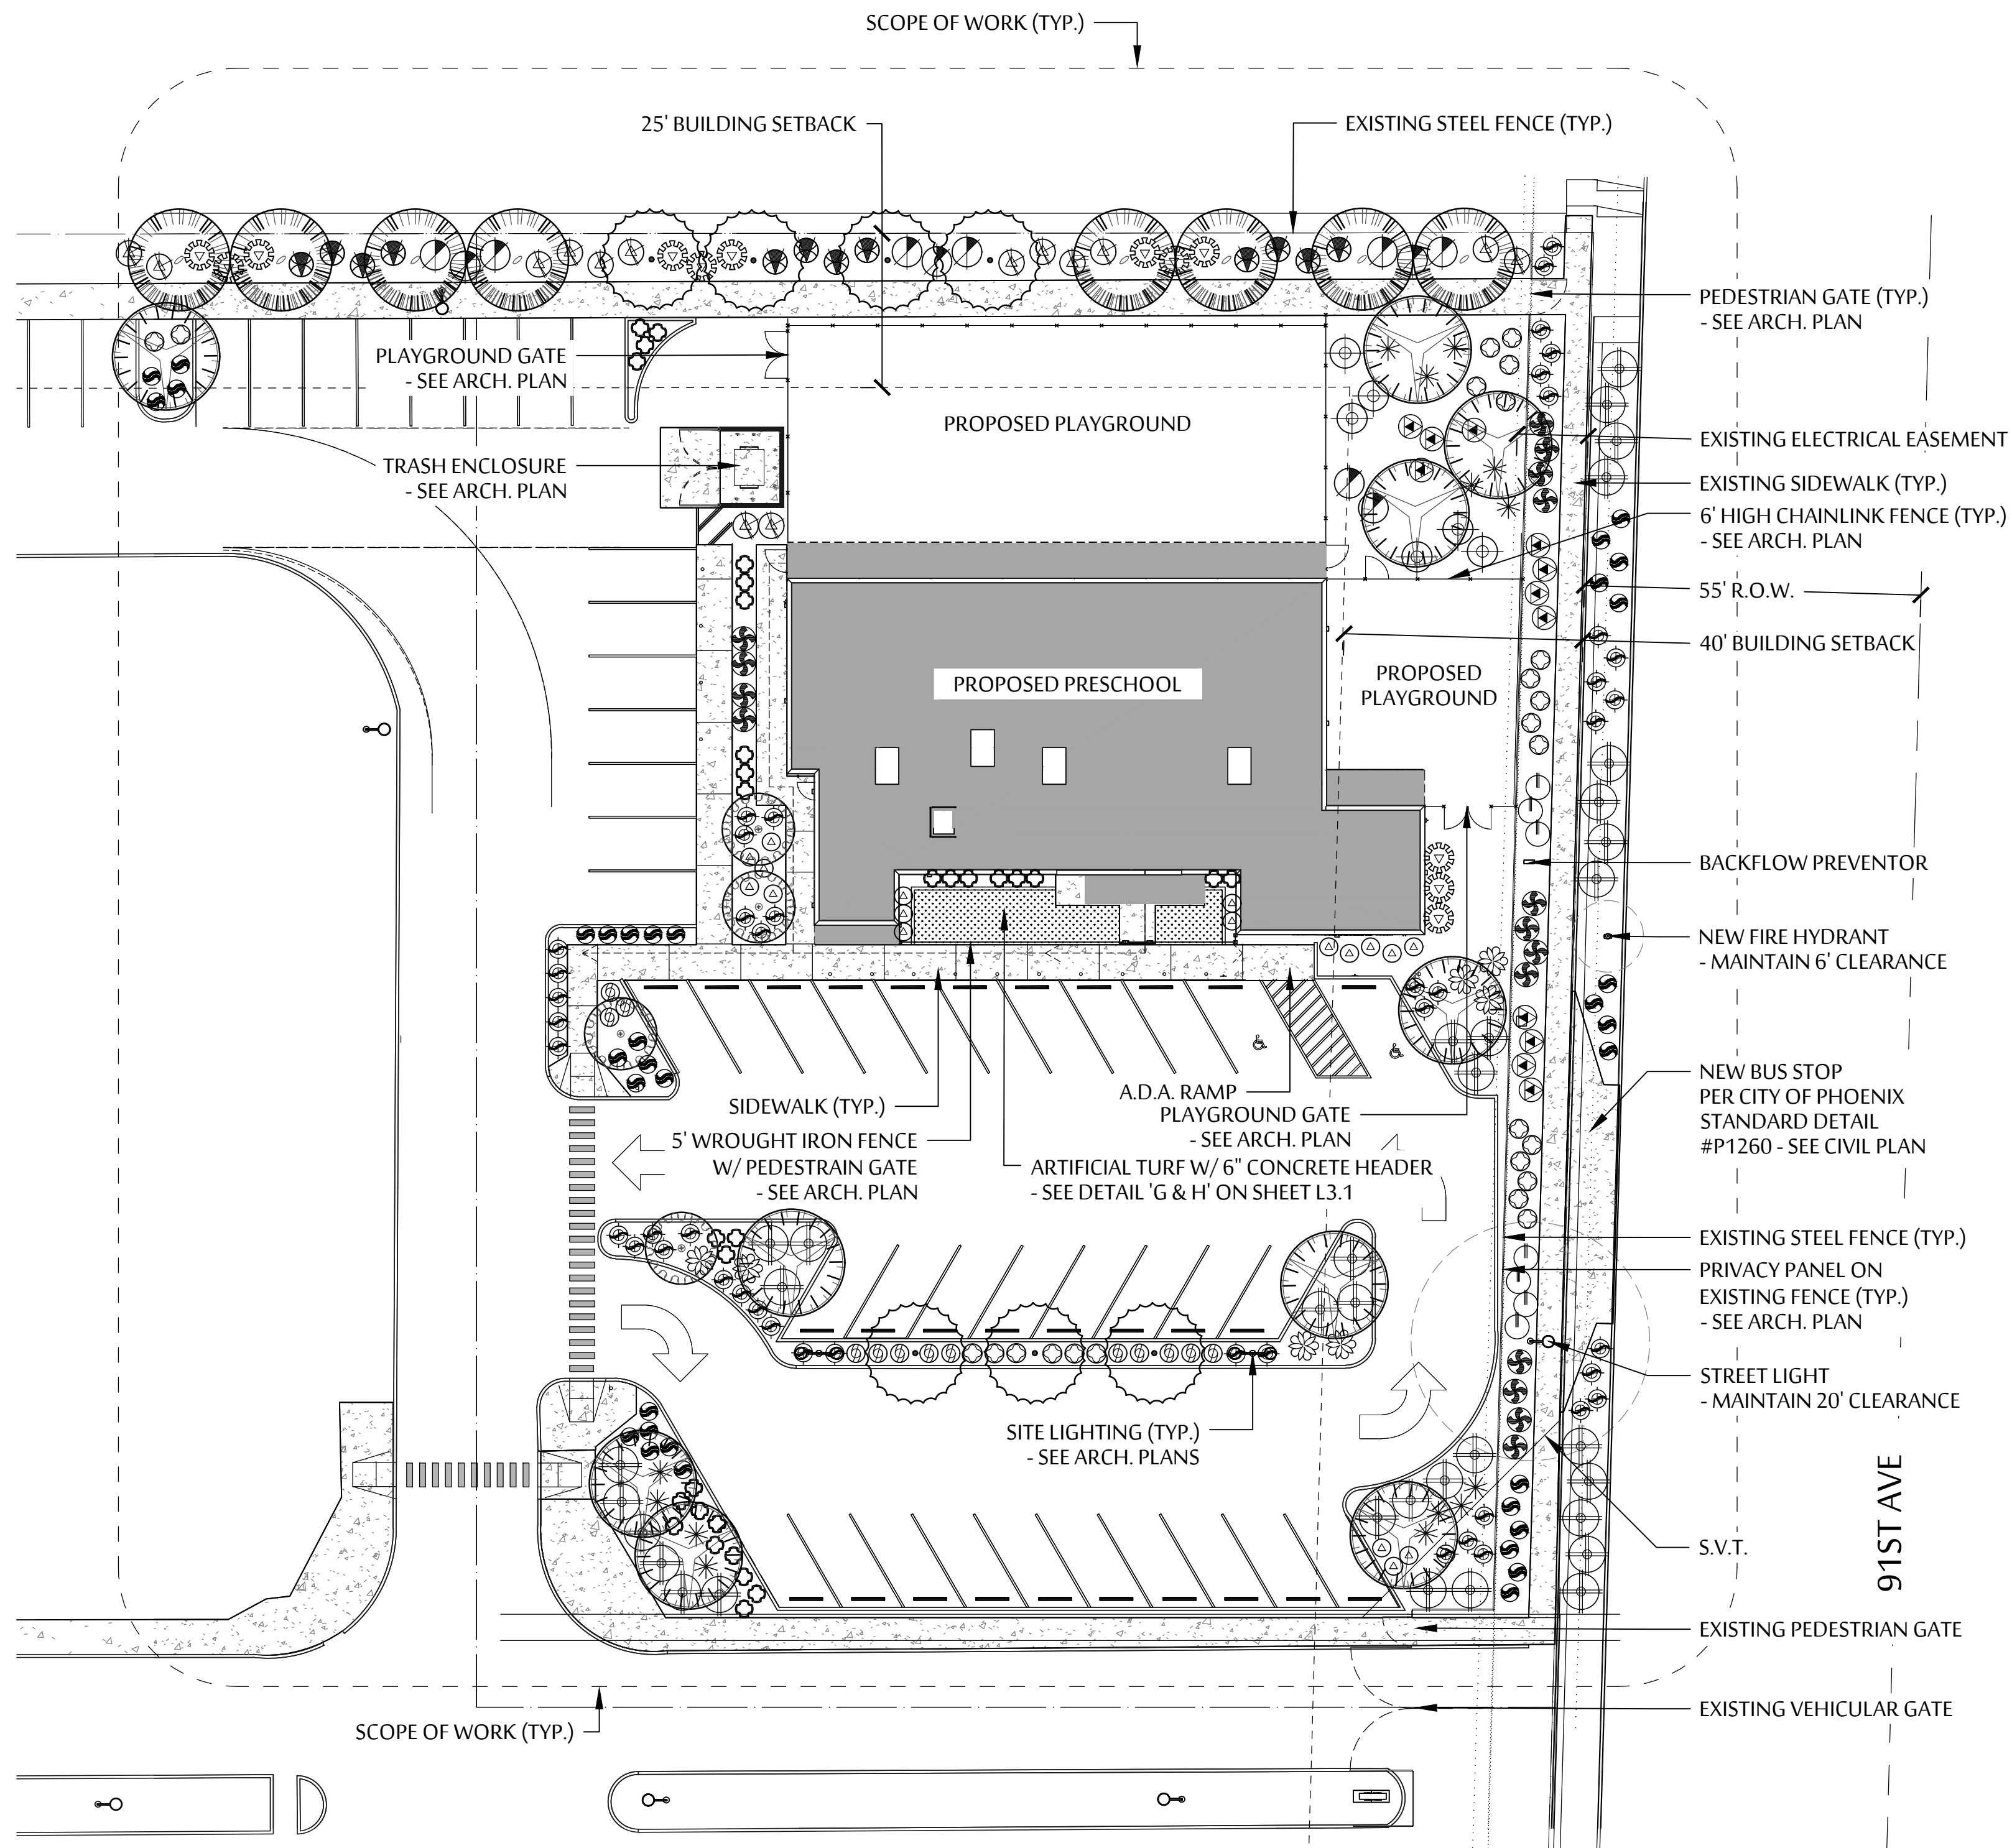 SCOPE OF WORK (TYP.)
25' BUILDING SETBACK
EXISTING STEEL FENCE (TYP.)
PEDESTRIAN GATE (TYP.)
- SEE ARCH. PLAN
PLAYGROUND GATE
- SEE ARCH. PLAN
PROPOSED PLAYGROUND
EXISTING ELECTRICAL EASEMENT
TRASH ENCLOSURE
- SEE ARCH. PLAN
EXISTING SIDEWALK (TYP.)
6' HIGH CHAINLINK FENCE (TYP.)
- SEE ARCH. PLAN
55' R.O.W.
40' BUILDING SETBACK
PROPOSED PRESCHOOL
PROPOSED
PLAYGROUND
BACKFLOW PREVENTOR
NEW FIRE HYDRANT
- MAINTAIN 6' CLEARANCE
NEW BUS STOP
PER CITY OF PHOENIX
STANDARD DETAIL
#P1260 - SEE CIVIL PLAN
SIDEWALK (TYP.)
A.D.A. RAMP
PLAYGROUND GATE
- SEE ARCH. PLAN
5' WROUGHT IRON FENCE
W/ PEDESTRAIN GATE
- SEE ARCH. PLAN
ARTIFICIAL TURF W/ 6" CONCRETE HEADER
- SEE DETAIL 'G & H' ON SHEET L3.1
EXISTING STEEL FENCE (TYP.)
PRIVACY PANEL ON
EXISTING FENCE (TYP.)
- SEE ARCH. PLAN
STREET LIGHT
- MAINTAIN 20' CLEARANCE
SITE LIGHTING (TYP.)
- SEE ARCH. PLANS
S.V.T.
91ST AVE
EXISTING PEDESTRIAN GATE
EXISTING VEHICULAR GATE
SCOPE OF WORK (TYP.)